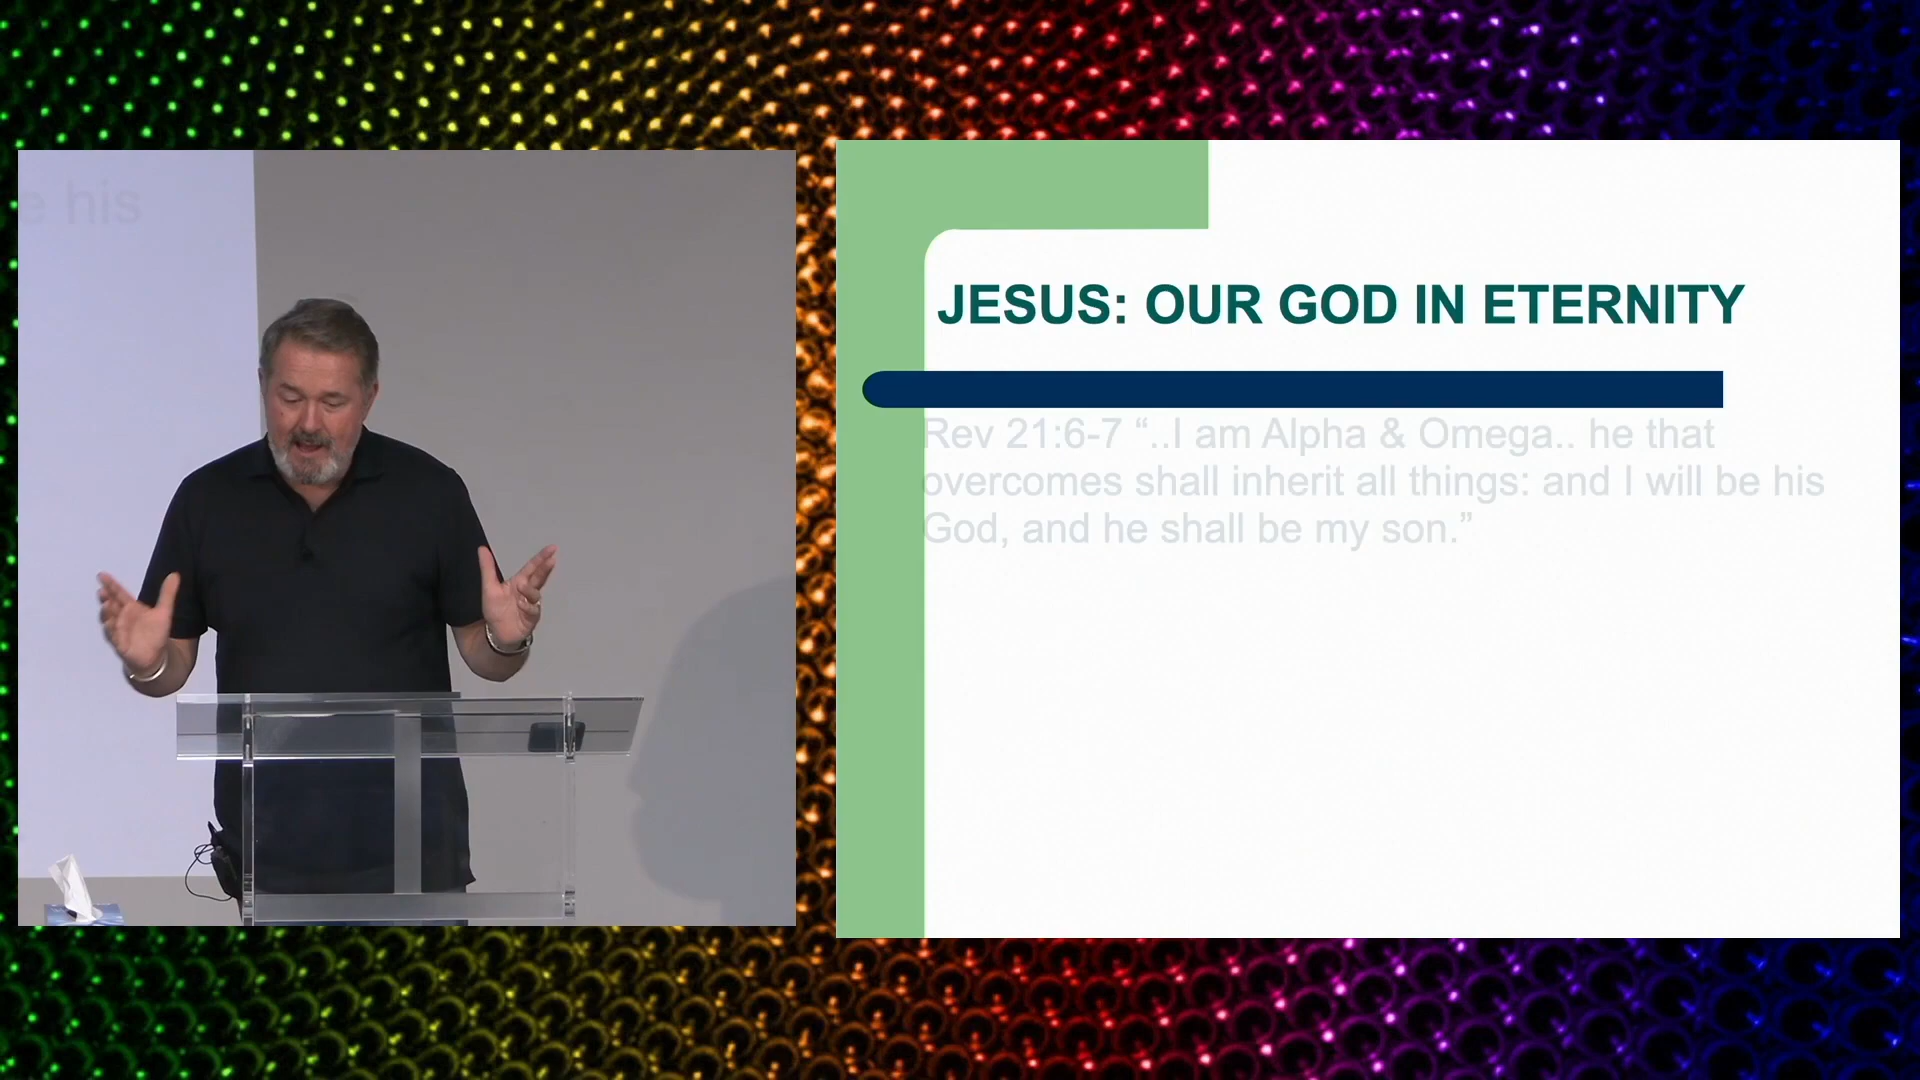 e his
JESUS: OUR GOD IN ETERNITY
Rev 21:6-7 “..I am Alpha & Omega.. he that
overcomes shall inherit all things: and I will be his
God, and he shall be my son.”